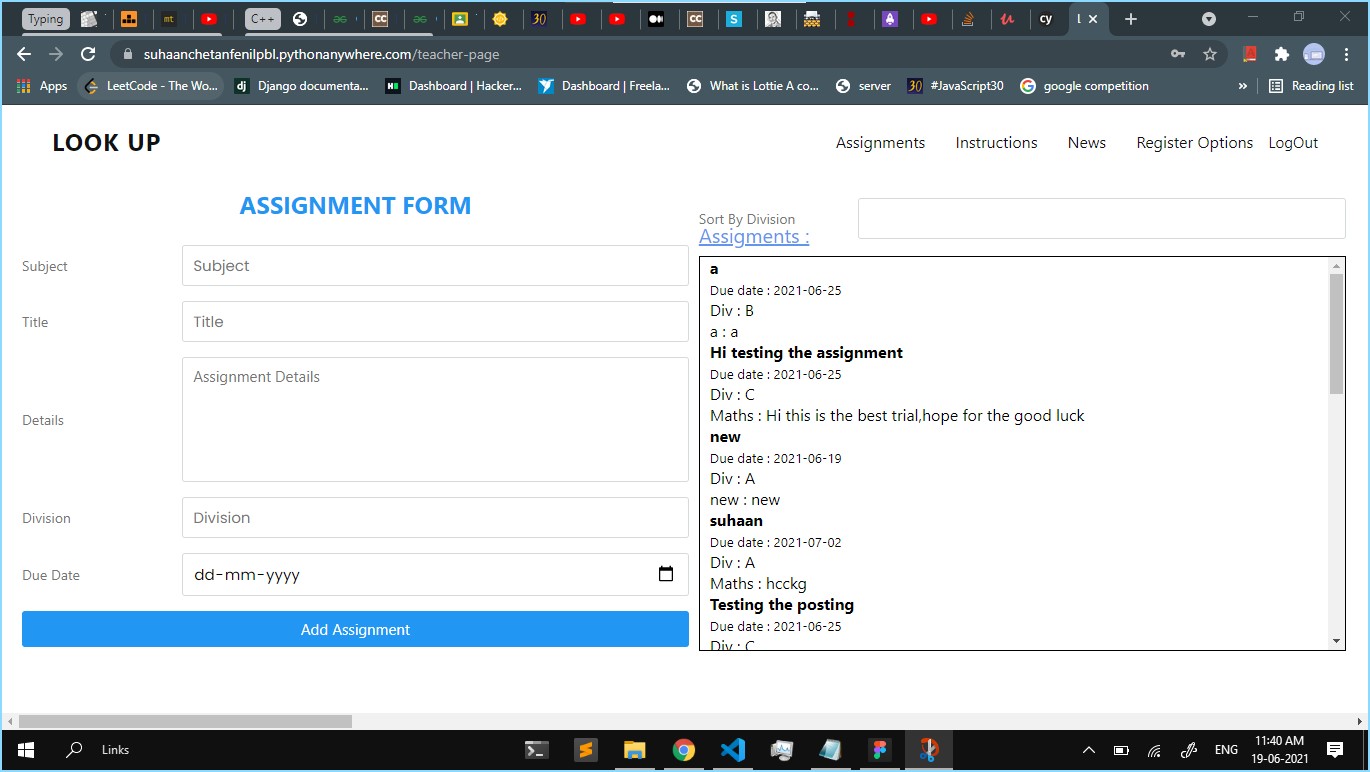 Typing
mt
C++
CC
30
CC
S
cy
L
suhaanchetanfenilpbl.pythonanywhere.com/teacher-page
Apps
LeetCode - The Wo...
dj Django documenta...
Dashboard | Hacker...
Dashboard | Freela...
What is Lottie A co...
server
30 #JavaScript30
google competition
»
Reading list
LOOK UP
Assignments
Instructions
News
Register Options
LogOut
ASSIGNMENT FORM
Subject
Subject
Title
Title
Details
Assignment Details
Division
Division
Due Date
dd-mm-yyyy
Add Assignment
Sort By Division
Assigments :
a
Due date : 2021-06-25
Div : B
a : a
Hi testing the assignment
Due date : 2021-06-25
Div : C
Maths : Hi this is the best trial,hope for the good luck
new
Due date : 2021-06-19
Div : A
new : new
suhaan
Due date : 2021-07-02
Div : A
Maths : hcckg
Testing the posting
Due date : 2021-06-25
Div : C
Links
ENG
11:40 AM
19-06-2021